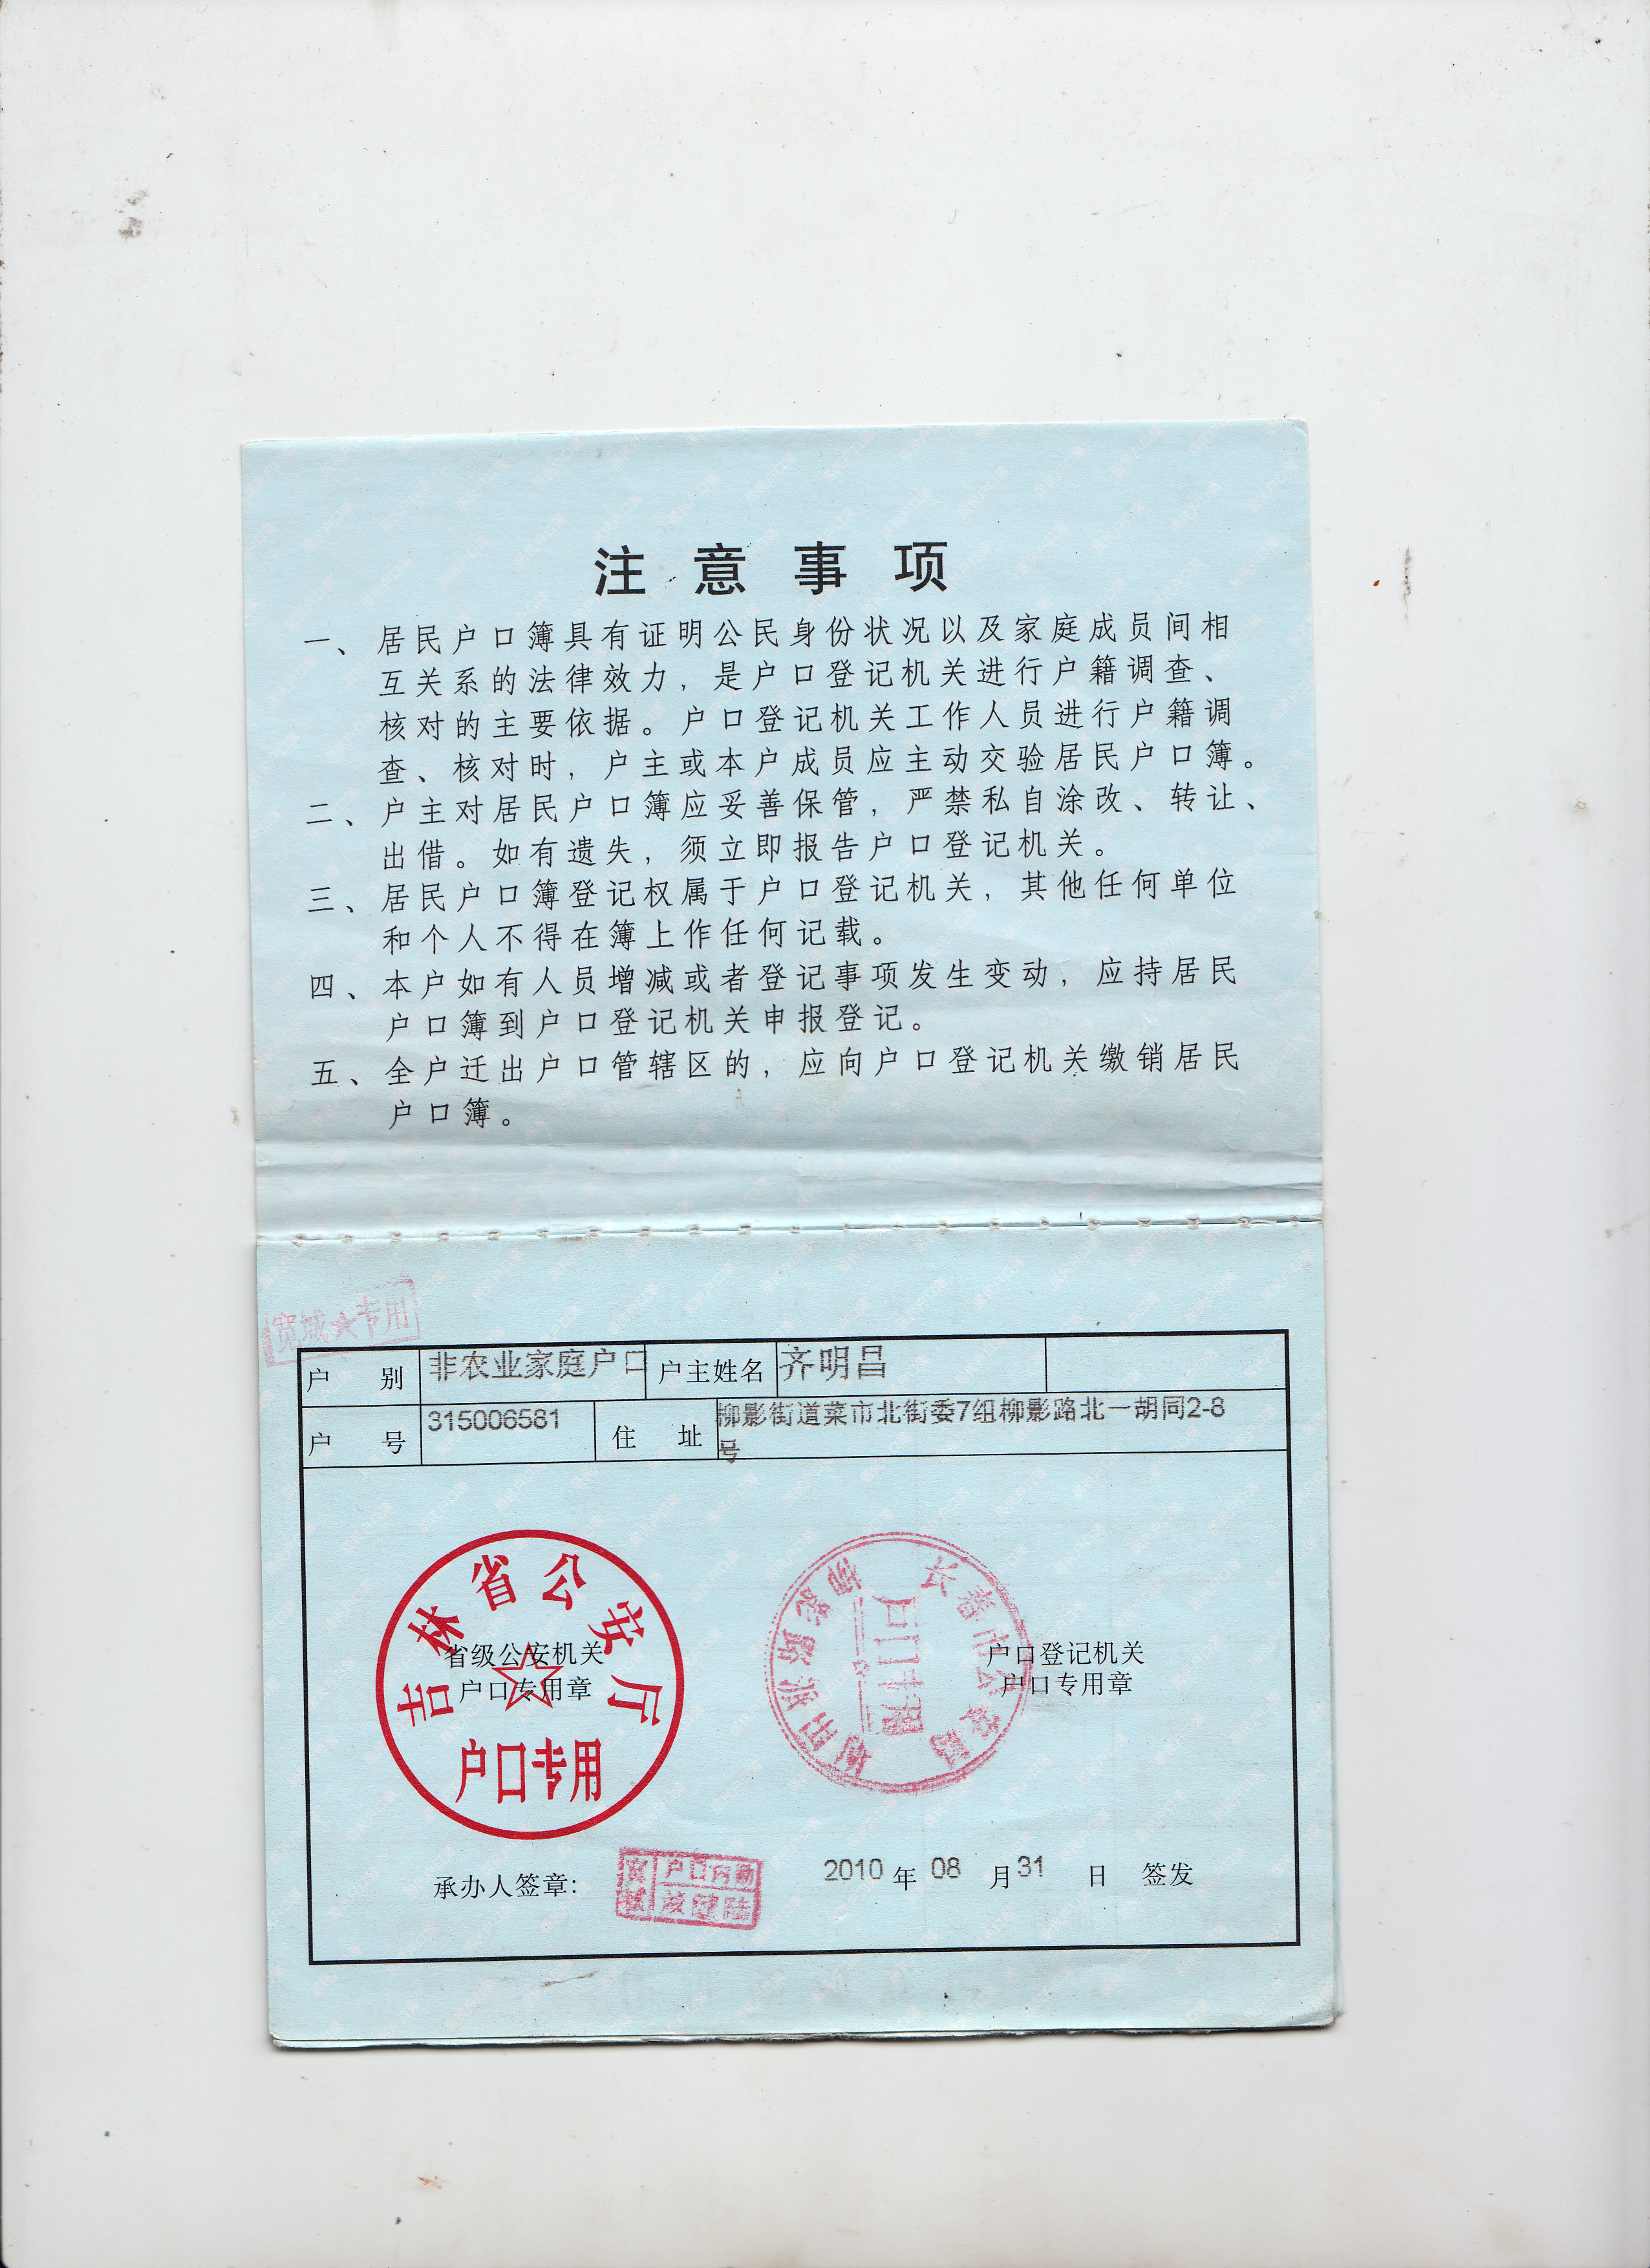 注意事项
一、居民户口簿具有证明公民身份状况以及家庭成员间相
互关系的法律效力，是户口登记机关进行户籍调查、
核对的主要依据。户口登记机关工作人员进行户籍调
查、核对时，户主或本户成员应主动交验居民户口簿。
二、户主对居民户口簿应妥善保管，严禁私自涂改、转让、
出借。如有遗失，须立即报告户口登记机关。
三、居民户口簿登记权属于户口登记机关，其他任何单位
和个人不得在簿上作任何记载。
四、本户如有人员增减或者登记事项发生变动，应持居民
户口簿到户口登记机关申报登记。
五、全户迁出户口管辖区的，应向户口登记机关缴销居民
户口簿。
宽城★专用
户 别 非农业家庭户口 户主姓名 齐明昌
户 号 315006581 住 址 柳影街道菜市北街委7组柳影路北一胡同2-8
号
吉林省公安厅
省级公安机关
户口专用章
户口专用
长春市公安局
户口专用
户口登记机关
户口专用章
承办人签章：
户口内勤
2010 年 08 月 31 日 签发